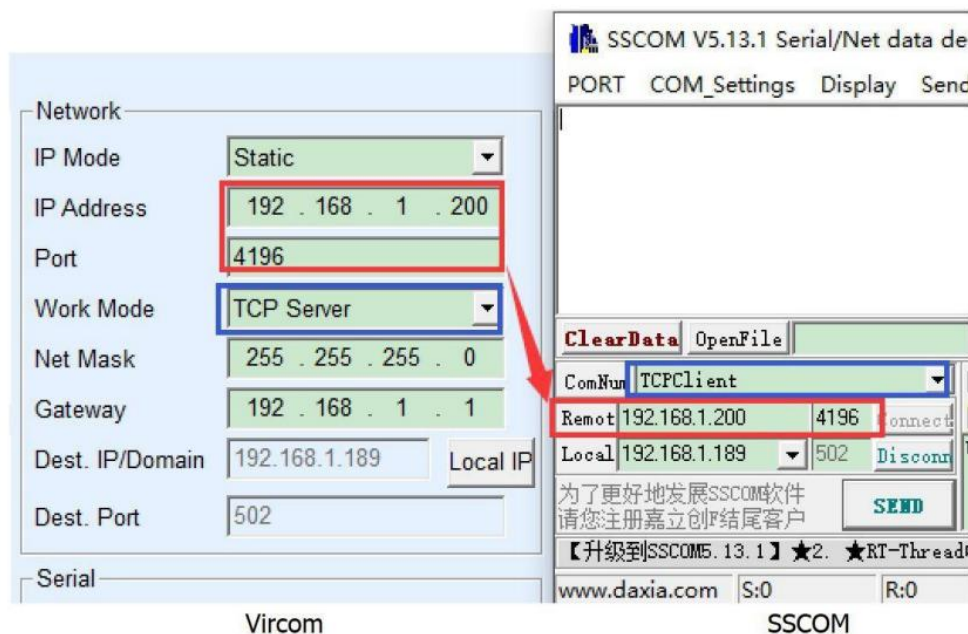 Network
IP Mode Static
IP Address 192 . 168 . 1 . 200
Port 4196
Work Mode TCP Server
Net Mask 255 . 255 . 255 . 0
Gateway 192 . 168 . 1 . 1
Dest. IP/Domain 192.168.1.189 Local IP
Dest. Port 502
Serial
Vircom
SSCOM V5.13.1 Serial/Net data de
PORT COM_Settings Display Send
ClearData OpenFile
ComNum TCPClient
Remot 192.168.1.200 4196 Connect
Local 192.168.1.189 502 Disconn
为了更好地发展SSCOM软件
请您注册嘉立创F结尾客户
SEND
【升级到SSCOM5.13.1】★2. ★RT-Thread
www.daxia.com S:0 R:0
SSCOM